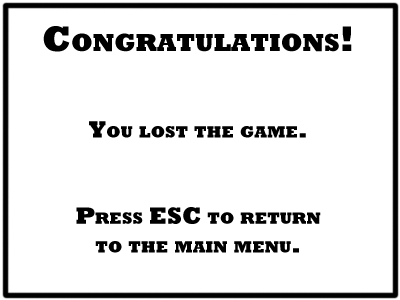 Congratulations!
You lost the game.
Press ESC to return
to the main menu.